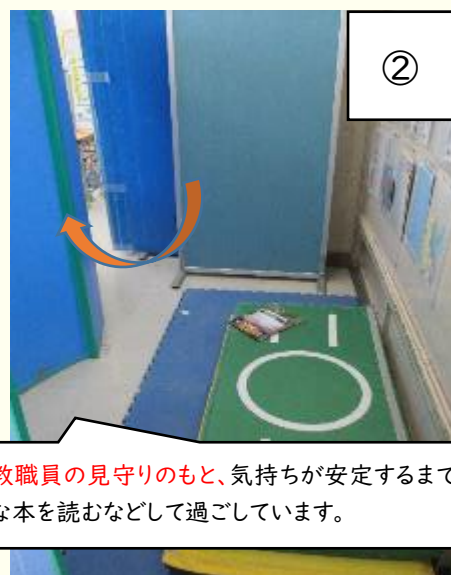 ②
教職員の見守りのもと、気持ちが安定するまで
な本を読むなどして過ごしています。